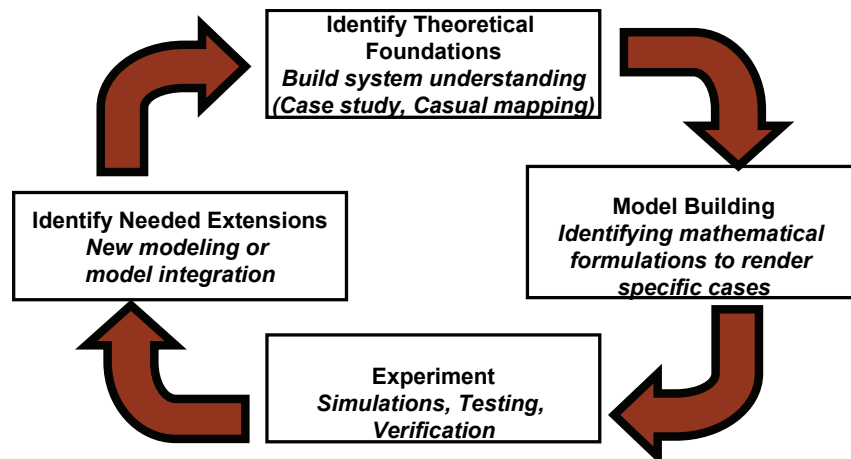 Identify Theoretical
Foundations
Build system understanding
(Case study, Casual mapping)
Model Building
Identifying mathematical
formulations to render
specific cases
Experiment
Simulations, Testing,
Verification
Identify Needed Extensions
New modeling or
model integration